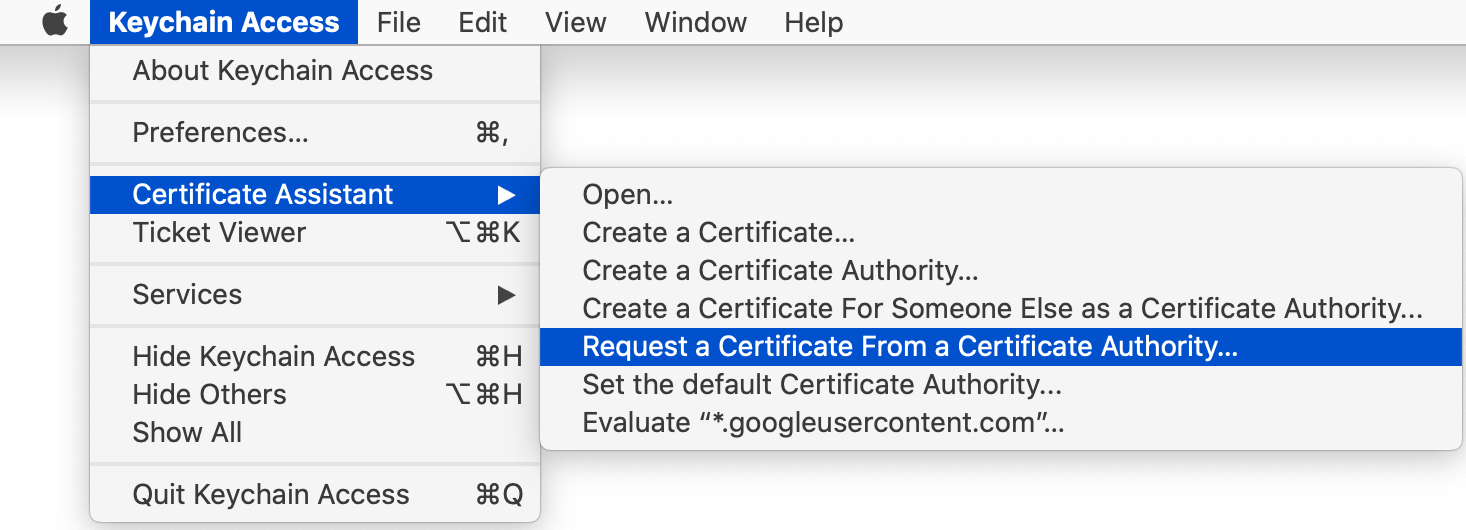 Keychain Access File Edit View Window Help
About Keychain Access
Preferences... ⌘,
Certificate Assistant ▶
Ticket Viewer ⌥⌘K
Services ▶
Hide Keychain Access ⌘H
Hide Others ⌥⌘H
Show All
Quit Keychain Access ⌘Q
Open...
Create a Certificate...
Create a Certificate Authority...
Create a Certificate For Someone Else as a Certificate Authority...
Request a Certificate From a Certificate Authority...
Set the default Certificate Authority...
Evaluate “*.googleusercontent.com”...